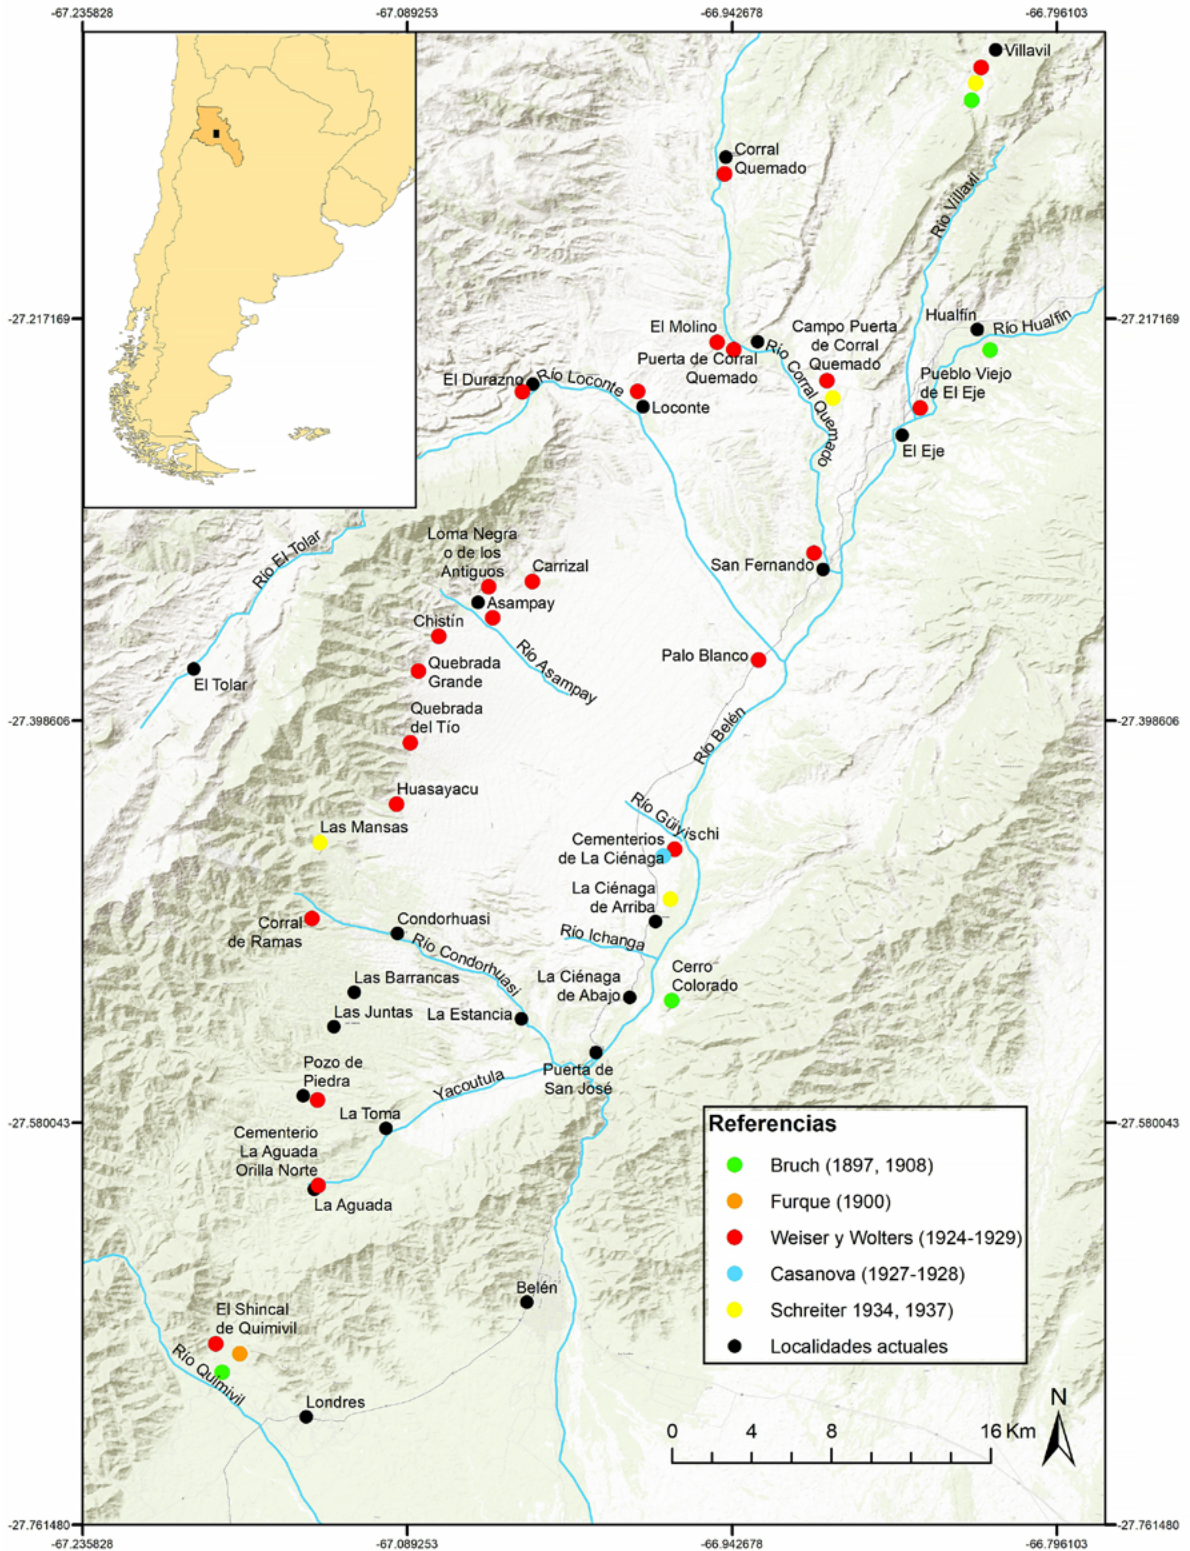 -67.235828
-67.089253
-66.942678
-66.796103
Villavil
Corral
Quemado
Río Villavil
-27.217169
-27.217169
Hualfín
Río Hualfín
El Molino
Campo Puerta
de Corral
Quemado
Puerta de Corral
Quemado
Río Corral Quemado
Pueblo Viejo
de El Eje
El Durazno
Río Loconte
Loconte
El Eje
Río El Tolar
Loma Negra
o de los
Antiguos
Carrizal
San Fernando
Asampay
Chistín
Río Asampay
Palo Blanco
Quebrada
Grande
El Tolar
Quebrada
del Tío
-27.398606
-27.398606
Río Belén
Huasayacu
Río Güiyischi
Las Mansas
Cementerios
de La Ciénaga
La Ciénaga
de Arriba
Corral
de Ramas
Condorhuasi
Río Ichanga
Río Condorhuasi
Las Barrancas
La Ciénaga
de Abajo
Cerro
Colorado
Las Juntas
La Estancia
Pozo de
Piedra
Puerta de
San José
Yacoutula
La Toma
-27.580043
-27.580043
Cementerio
La Aguada
Orilla Norte
La Aguada
Referencias
Bruch (1897, 1908)
Furque (1900)
Weiser y Wolters (1924-1929)
Casanova (1927-1928)
Schreiter 1934, 1937)
Localidades actuales
Belén
El Shincal
de Quimivil
Río Quimivil
Londres
N
0 4 8 16 Km
-27.761480
-27.761480
-67.235828
-67.089253
-66.942678
-66.796103